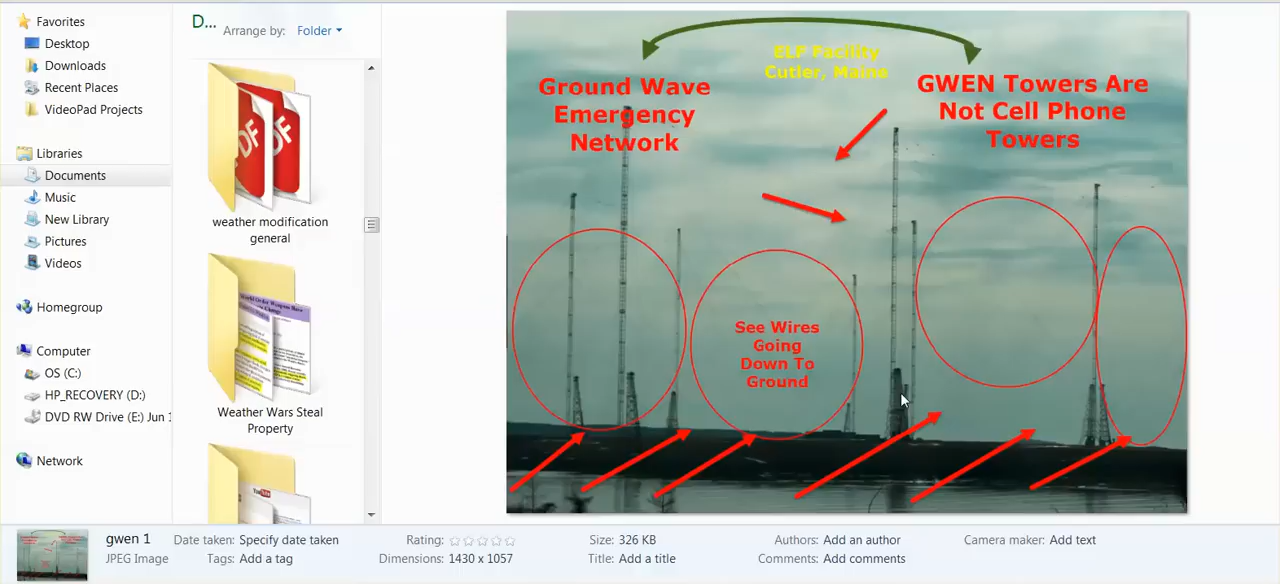 Favorites
Desktop
Downloads
Recent Places
VideoPad Projects
Libraries
Documents
Music
New Library
Pictures
Videos
Homegroup
Computer
OS (C:)
HP_RECOVERY (D:)
DVD RW Drive (E:) Jun 1
Network
D...
Arrange by: Folder
weather modification
general
Weather Wars Steal
Property
ELF Facility
Cutler, Maine
Ground Wave
Emergency
Network
GWEN Towers Are
Not Cell Phone
Towers
See Wires
Going
Down To
Ground
gwen 1
JPEG Image
Date taken: Specify date taken
Tags: Add a tag
Rating:
Dimensions: 1430 x 1057
Size: 326 KB
Title: Add a title
Authors: Add an author
Comments: Add comments
Camera maker: Add text